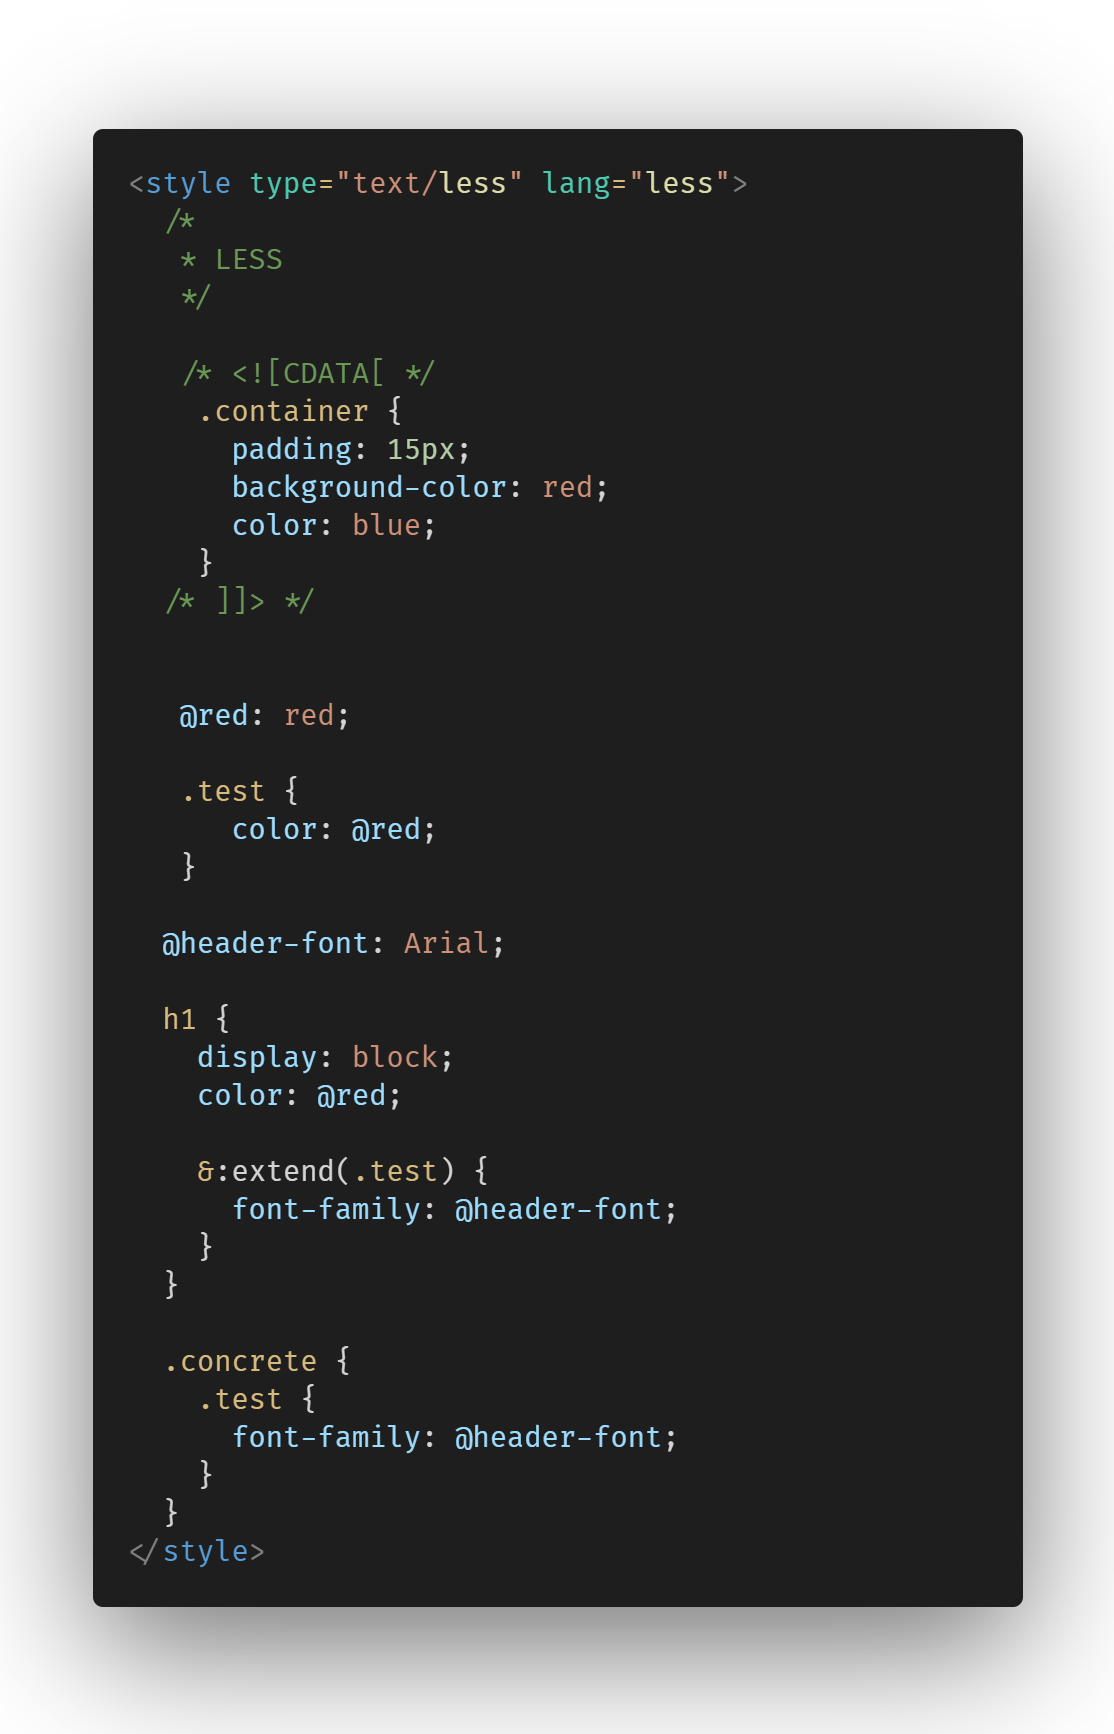 <style type="text/less" lang="less">
  /*
   * LESS
   */

   /* <![CDATA[ */
    .container {
      padding: 15px;
      background-color: red;
      color: blue;
    }
  /* ]]> */


   @red: red;

   .test {
      color: @red;
   }

  @header-font: Arial;

  h1 {
    display: block;
    color: @red;

    &:extend(.test) {
      font-family: @header-font;
    }
  }

  .concrete {
    .test {
      font-family: @header-font;
    }
  }
</style>